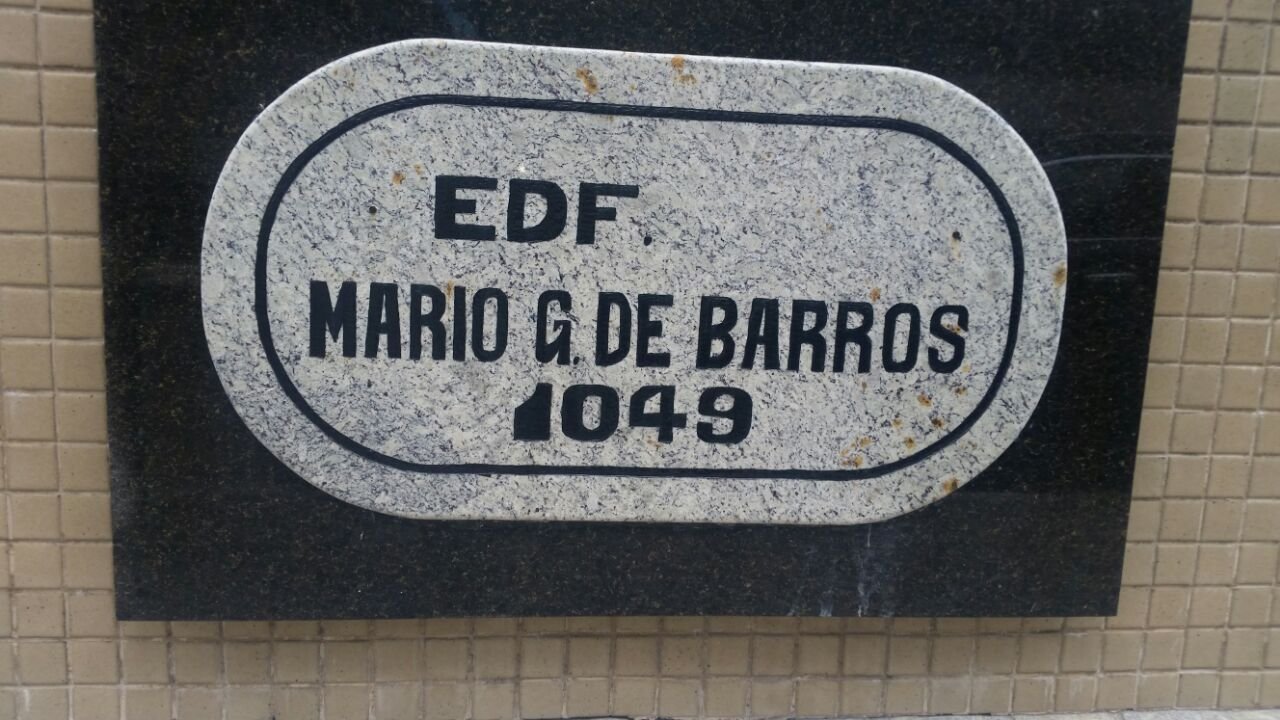 EDF.
MARIO G. DE BARROS
1049